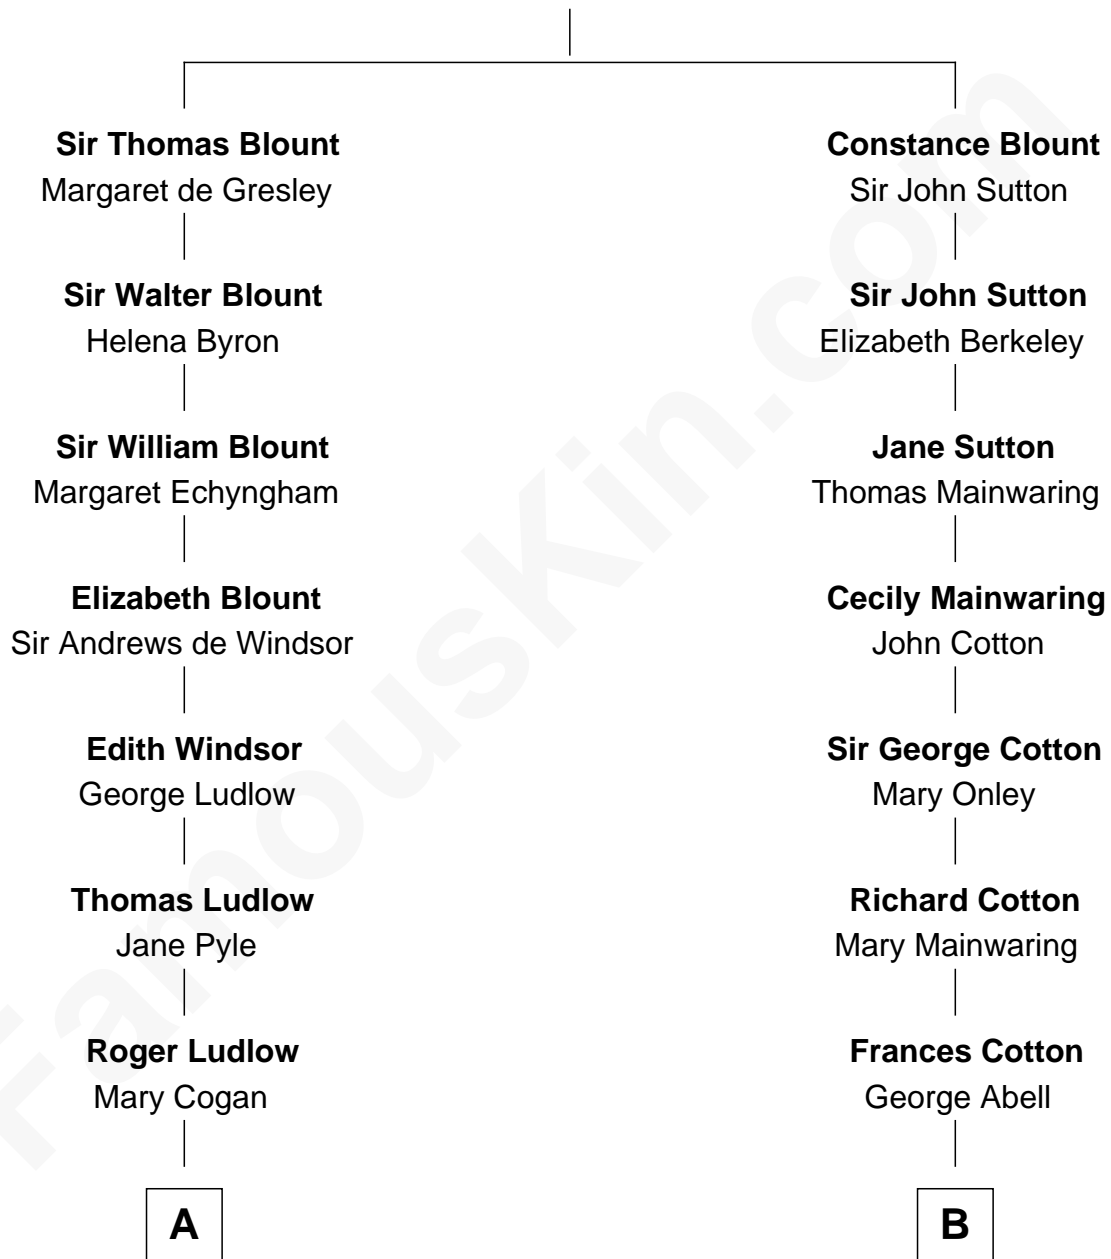 Sir Thomas Blount
Margaret de Gresley
Constance Blount
Sir John Sutton
Sir Walter Blount
Helena Byron
Sir John Sutton
Elizabeth Berkeley
Sir William Blount
Margaret Echyngham
Jane Sutton
Thomas Mainwaring
Elizabeth Blount
Sir Andrews de Windsor
Cecily Mainwaring
John Cotton
Edith Windsor
George Ludlow
Sir George Cotton
Mary Onley
Thomas Ludlow
Jane Pyle
Richard Cotton
Mary Mainwaring
Roger Ludlow
Mary Cogan
Frances Cotton
George Abell
A
B
FamousKin.com